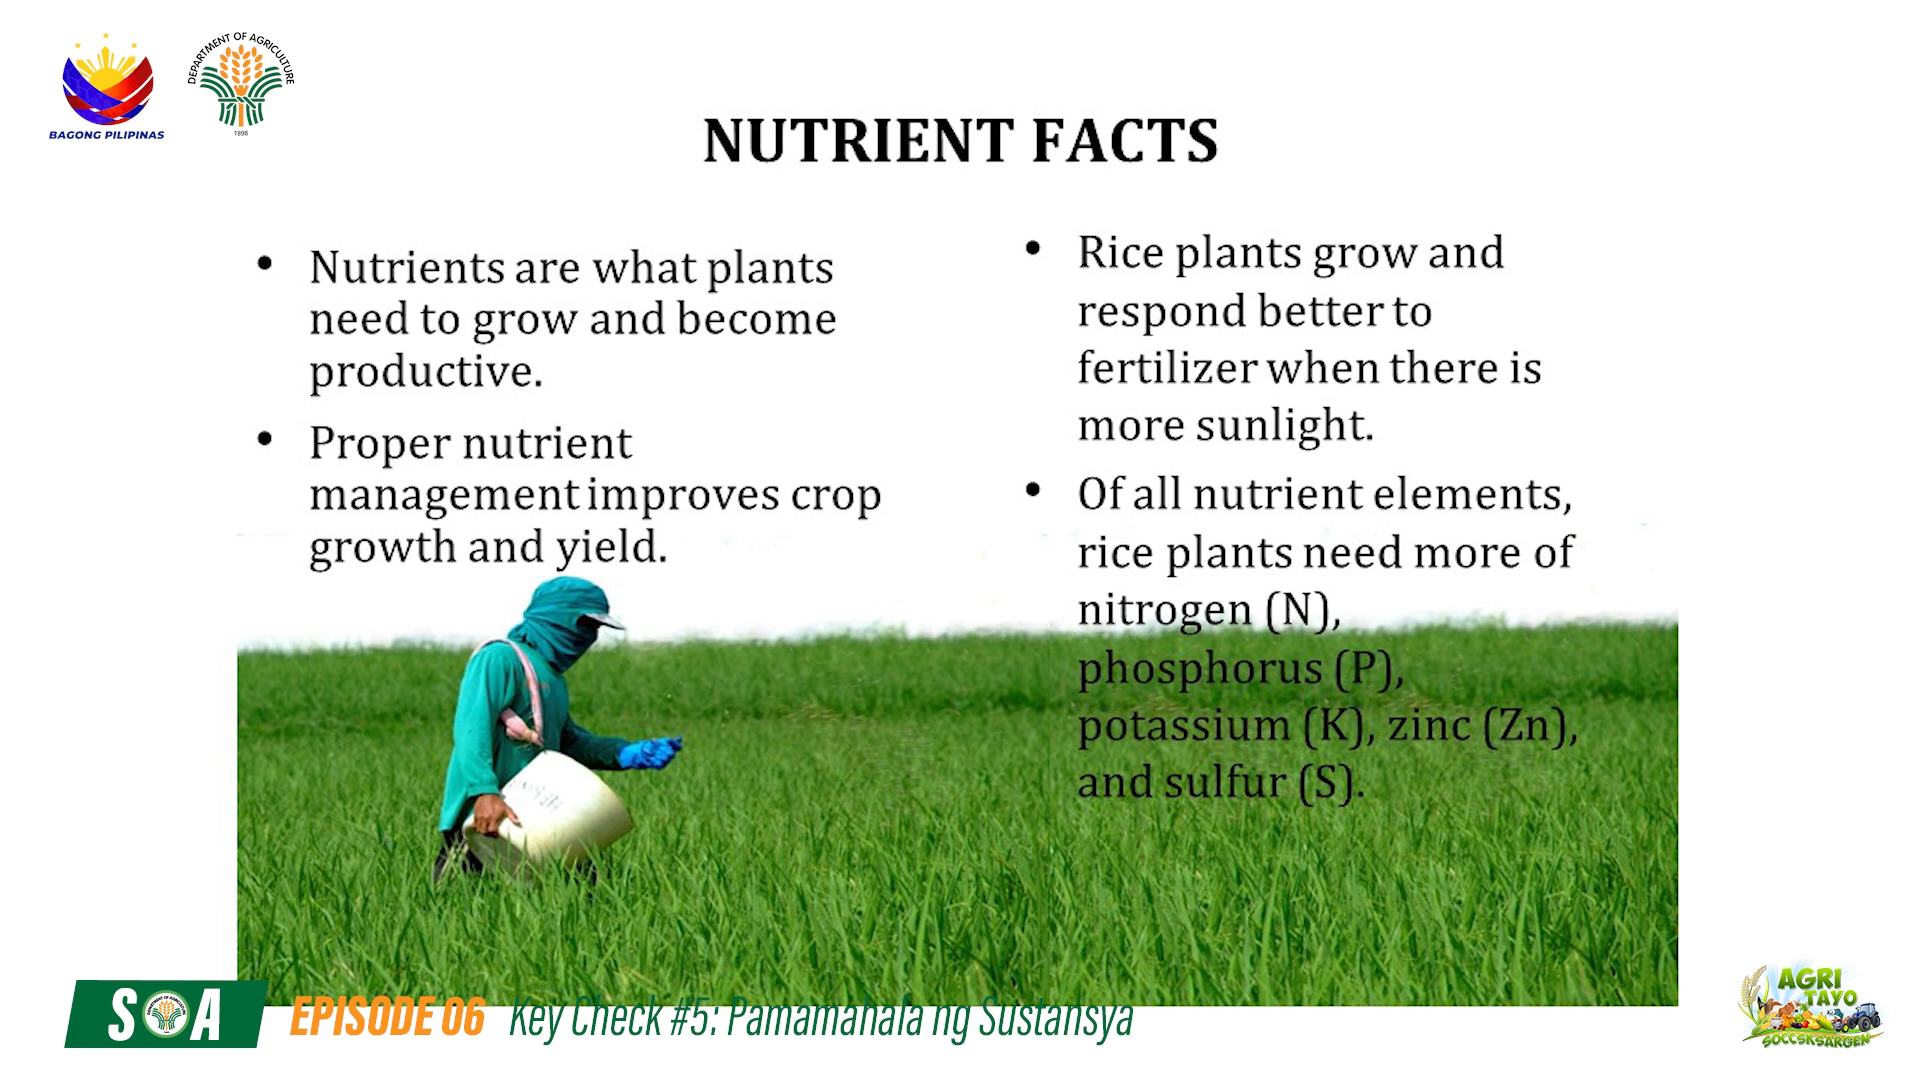 BAGONG PILIPINAS
DEPARTMENT OF AGRICULTURE
1898
NUTRIENT FACTS
• Nutrients are what plants
need to grow and become
productive.
• Proper nutrient
management improves crop
growth and yield.
• Rice plants grow and
respond better to
fertilizer when there is
more sunlight.
• Of all nutrient elements,
rice plants need more of
nitrogen (N),
phosphorus (P),
potassium (K), zinc (Zn),
and sulfur (S).
SOA
EPISODE 06 Key Check #5: Pamamahala ng Sustansya
AGRI
TAYO
SOCCSKSARGEN